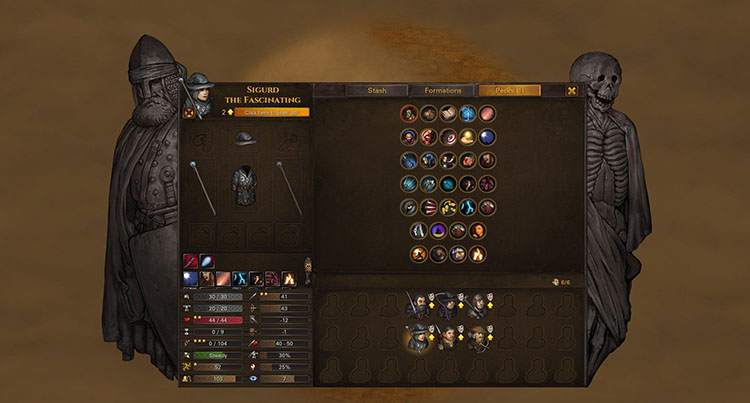 Sigurd
the Fascinating
Stash
Formations
2
6/6
30 / 30
41
20 / 20
43
44 / 44
-12
0 / 9
-1
0 / 104
40 - 50
Steady
30%
52
25%
103
7